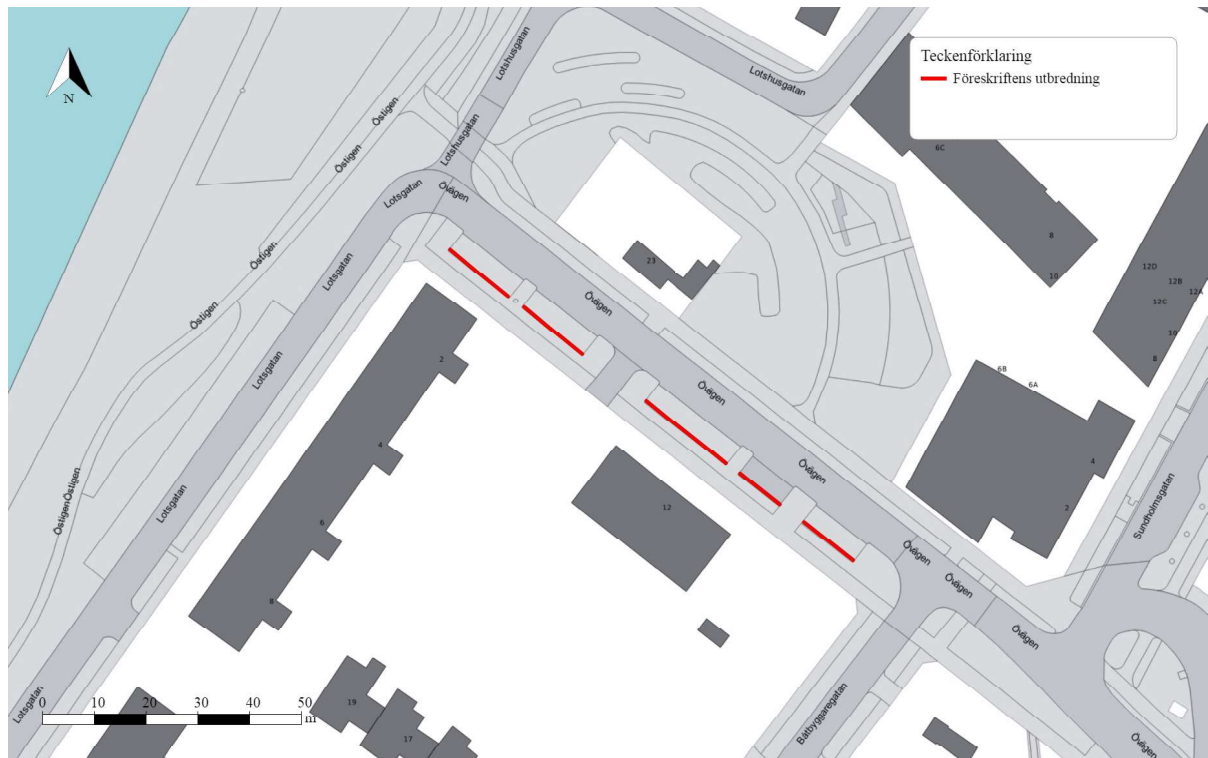 Lotshusgatan
Lotshusgatan
Teckenförklaring
Föreskriftens utbredning
N
Östigen
Lotshusgatan
Östigen
6C
Lotsgatan
Övägen
Östigen
23
8
10
12D
12B
12A
12C
Lotsgatan
Östigen
Övägen
10
8
Lotsgatan
2
6B
6A
Lotsgatan
Övägen
4
4
Övägen
Östigen
Östigen
Lotsgatan
12
2
Sundholmsgatan
6
Övägen
Övägen
8
Övägen
Lotsgatan
19
17
Båtbyggaregatan
Övägen
0 10 20 30 40 50
m